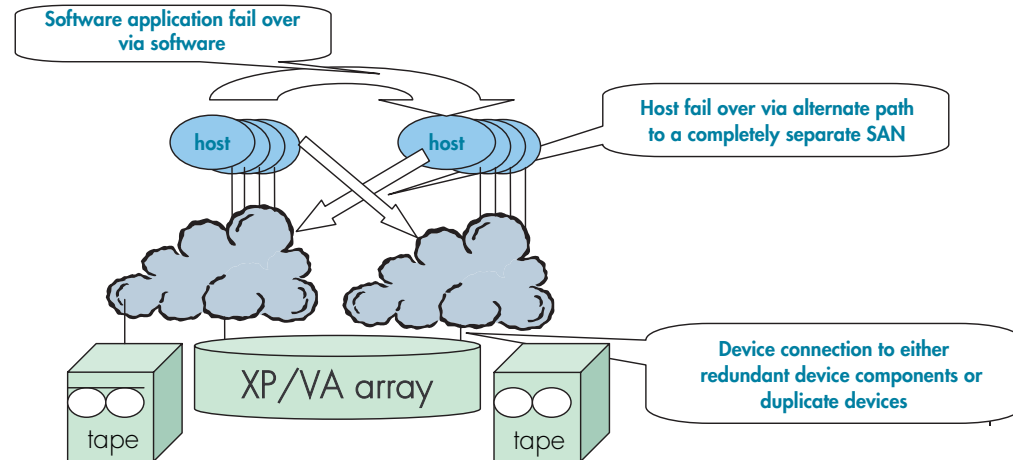 Software application fail over
via software
Host fail over via alternate path
to a completely separate SAN
host
host
Device connection to either
redundant device components or
duplicate devices
XP/VA array
tape
tape